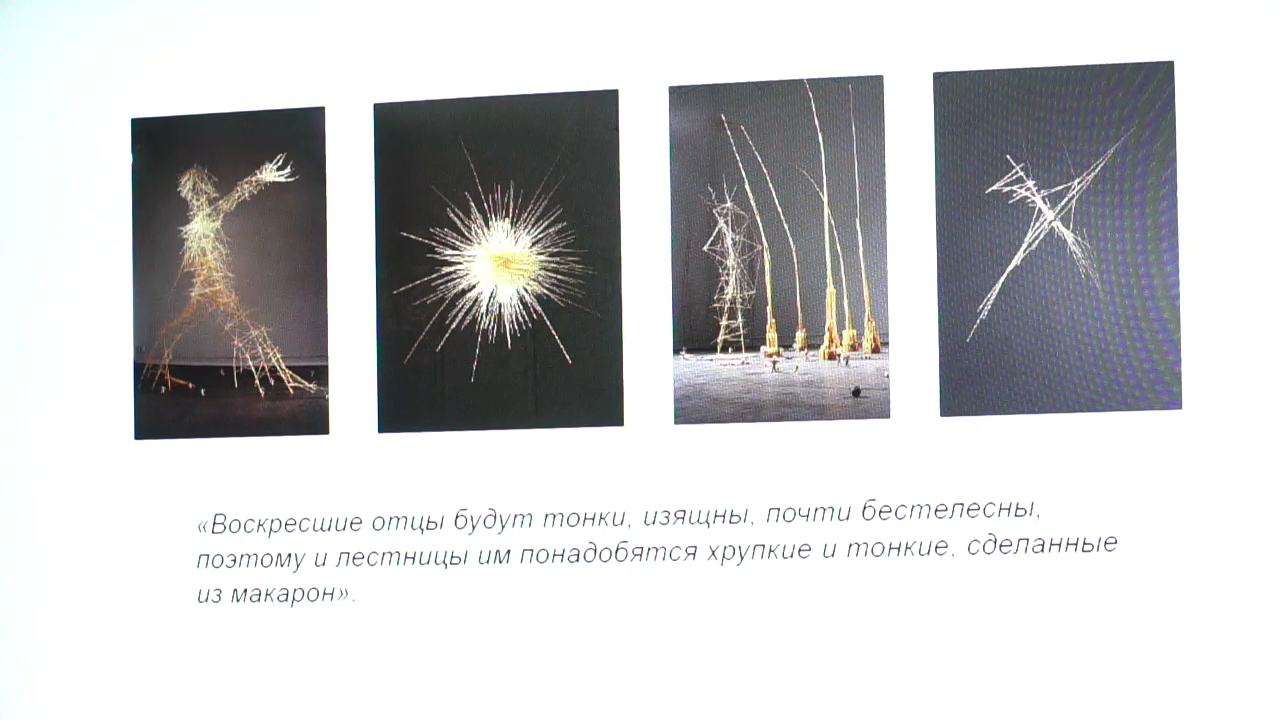 «Воскресшие отцы будут тонки, изящны, почти бестелесны,
поэтому и лестницы им понадобятся хрупкие и тонкие, сделанные
из макарон».